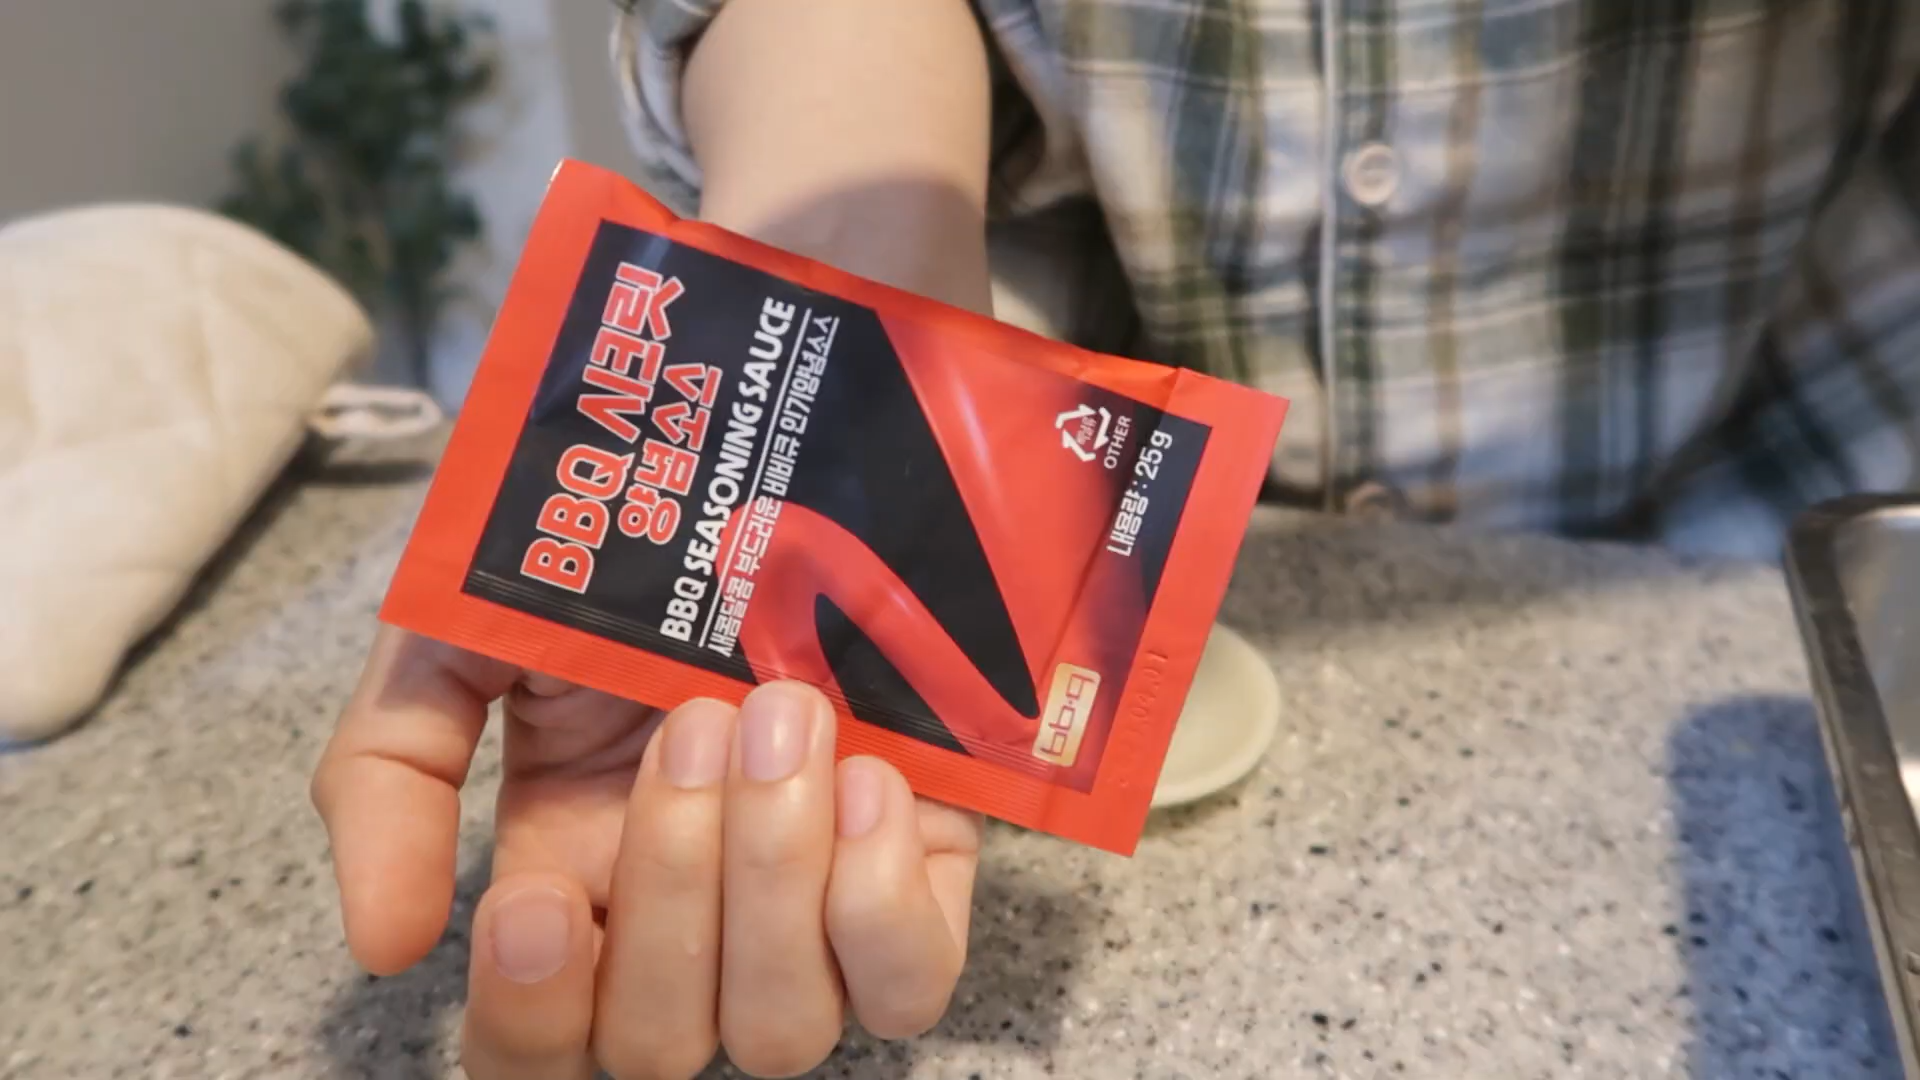 BBQ 시크릿
양념소스
BBQ SEASONING SAUCE
새콤달콤 부드러운 비비큐 인기양념소스
OTHER
내용량 : 25g
bb.q